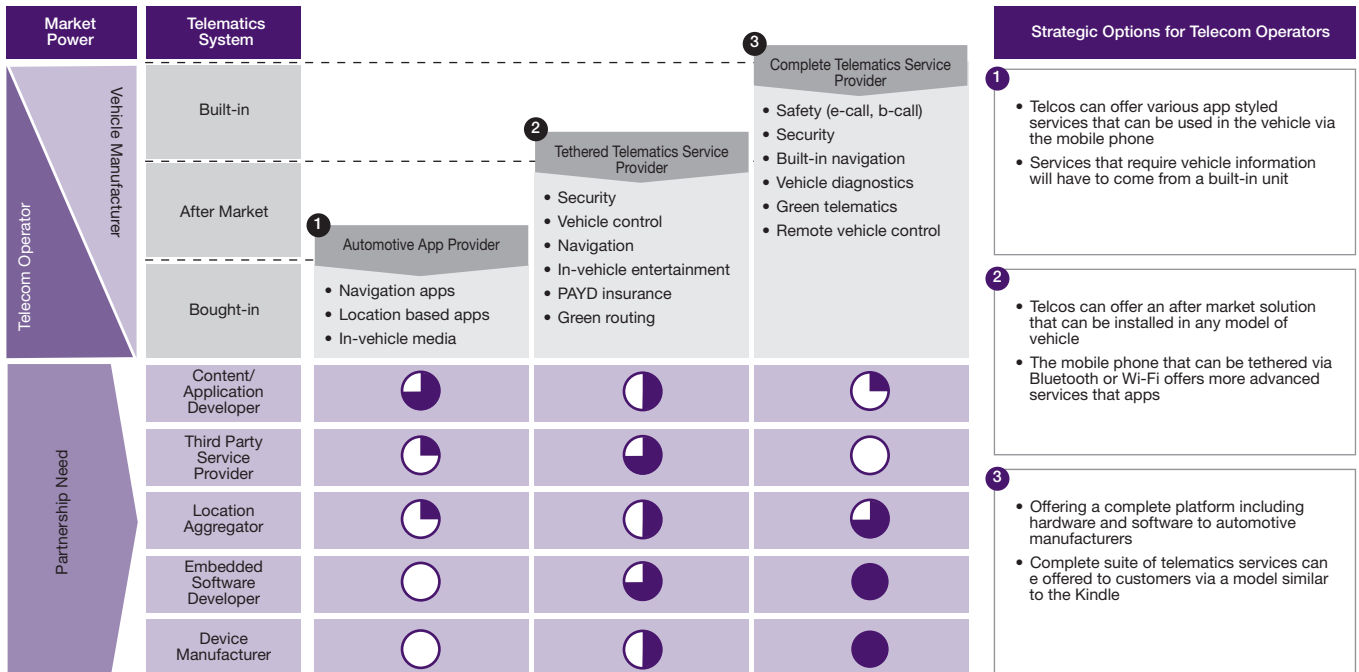 Market
Power
Telematics
System
Vehicle Manufacturer
Telecom Operator
Built-in
After Market
Bought-in
1
Automotive App Provider
• Navigation apps
• Location based apps
• In-vehicle media
2
Tethered Telematics Service
Provider
• Security
• Vehicle control
• Navigation
• In-vehicle entertainment
• PAYD insurance
• Green routing
3
Complete Telematics Service
Provider
• Safety (e-call, b-call)
• Security
• Built-in navigation
• Vehicle diagnostics
• Green telematics
• Remote vehicle control
Partnership Need
Content/
Application
Developer
Third Party
Service
Provider
Location
Aggregator
Embedded
Software
Developer
Device
Manufacturer
Strategic Options for Telecom Operators
1
• Telcos can offer various app styled
services that can be used in the vehicle via
the mobile phone
• Services that require vehicle information
will have to come from a built-in unit
2
• Telcos can offer an after market solution
that can be installed in any model of
vehicle
• The mobile phone that can be tethered via
Bluetooth or Wi-Fi offers more advanced
services that apps
3
• Offering a complete platform including
hardware and software to automotive
manufacturers
• Complete suite of telematics services can
e offered to customers via a model similar
to the Kindle